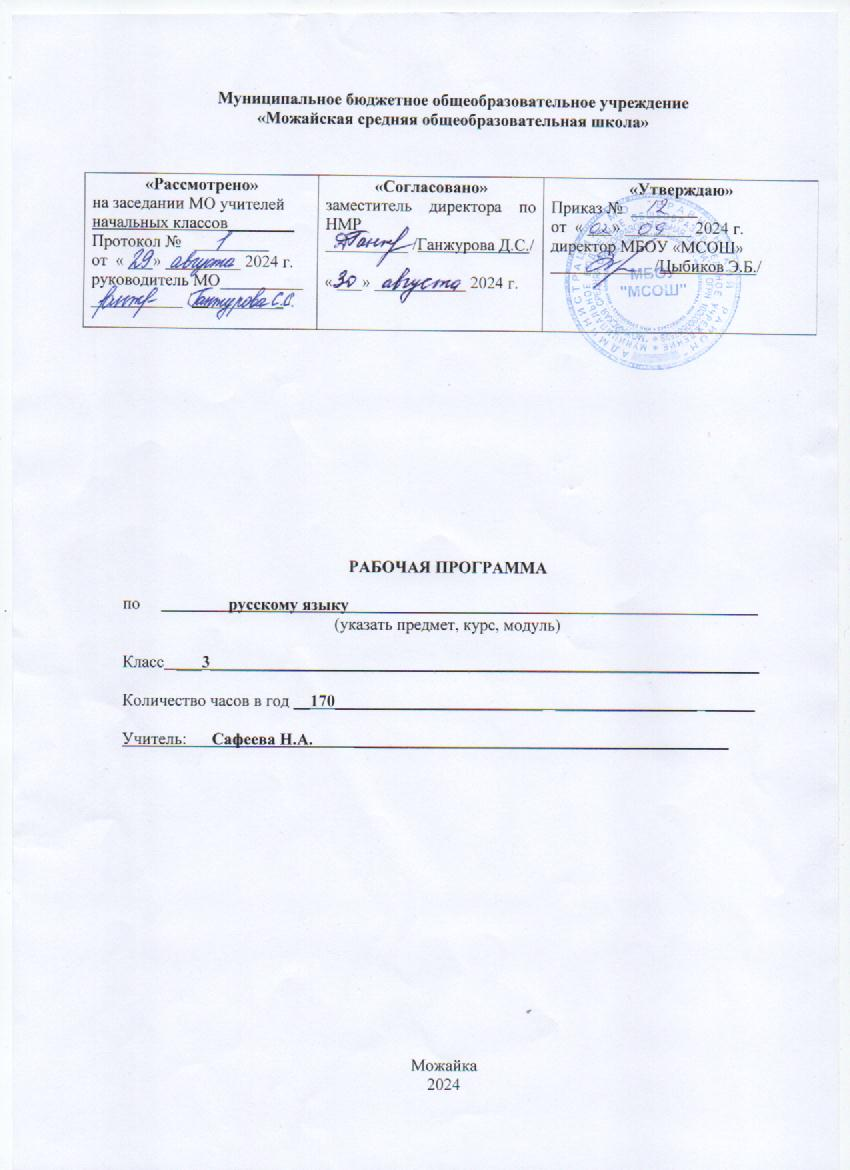 Муниципальное бюджетное общеобразовательное учреждение
«Можайская средняя общеобразовательная школа»
«Рассмотрено»
на заседании МО учителей
начальных классов
Протокол № 1
от «29» августа 2024 г.
руководитель МО
Ганжурова С.С.
«Согласовано»
заместитель директора по
НМР
/Ганжурова Д.С./
«30» августа 2024 г.
«Утверждаю»
Приказ № 12
от «02» 09 2024 г.
директор МБОУ «МСОШ»
/Цыбиков Э.Б./
МБОУ
"МСОШ"
РАБОЧАЯ ПРОГРАММА
по русскому языку
(указать предмет, курс, модуль)
Класс 3
Количество часов в год 170
Учитель: Сафеева Н.А.
Можайка
2024